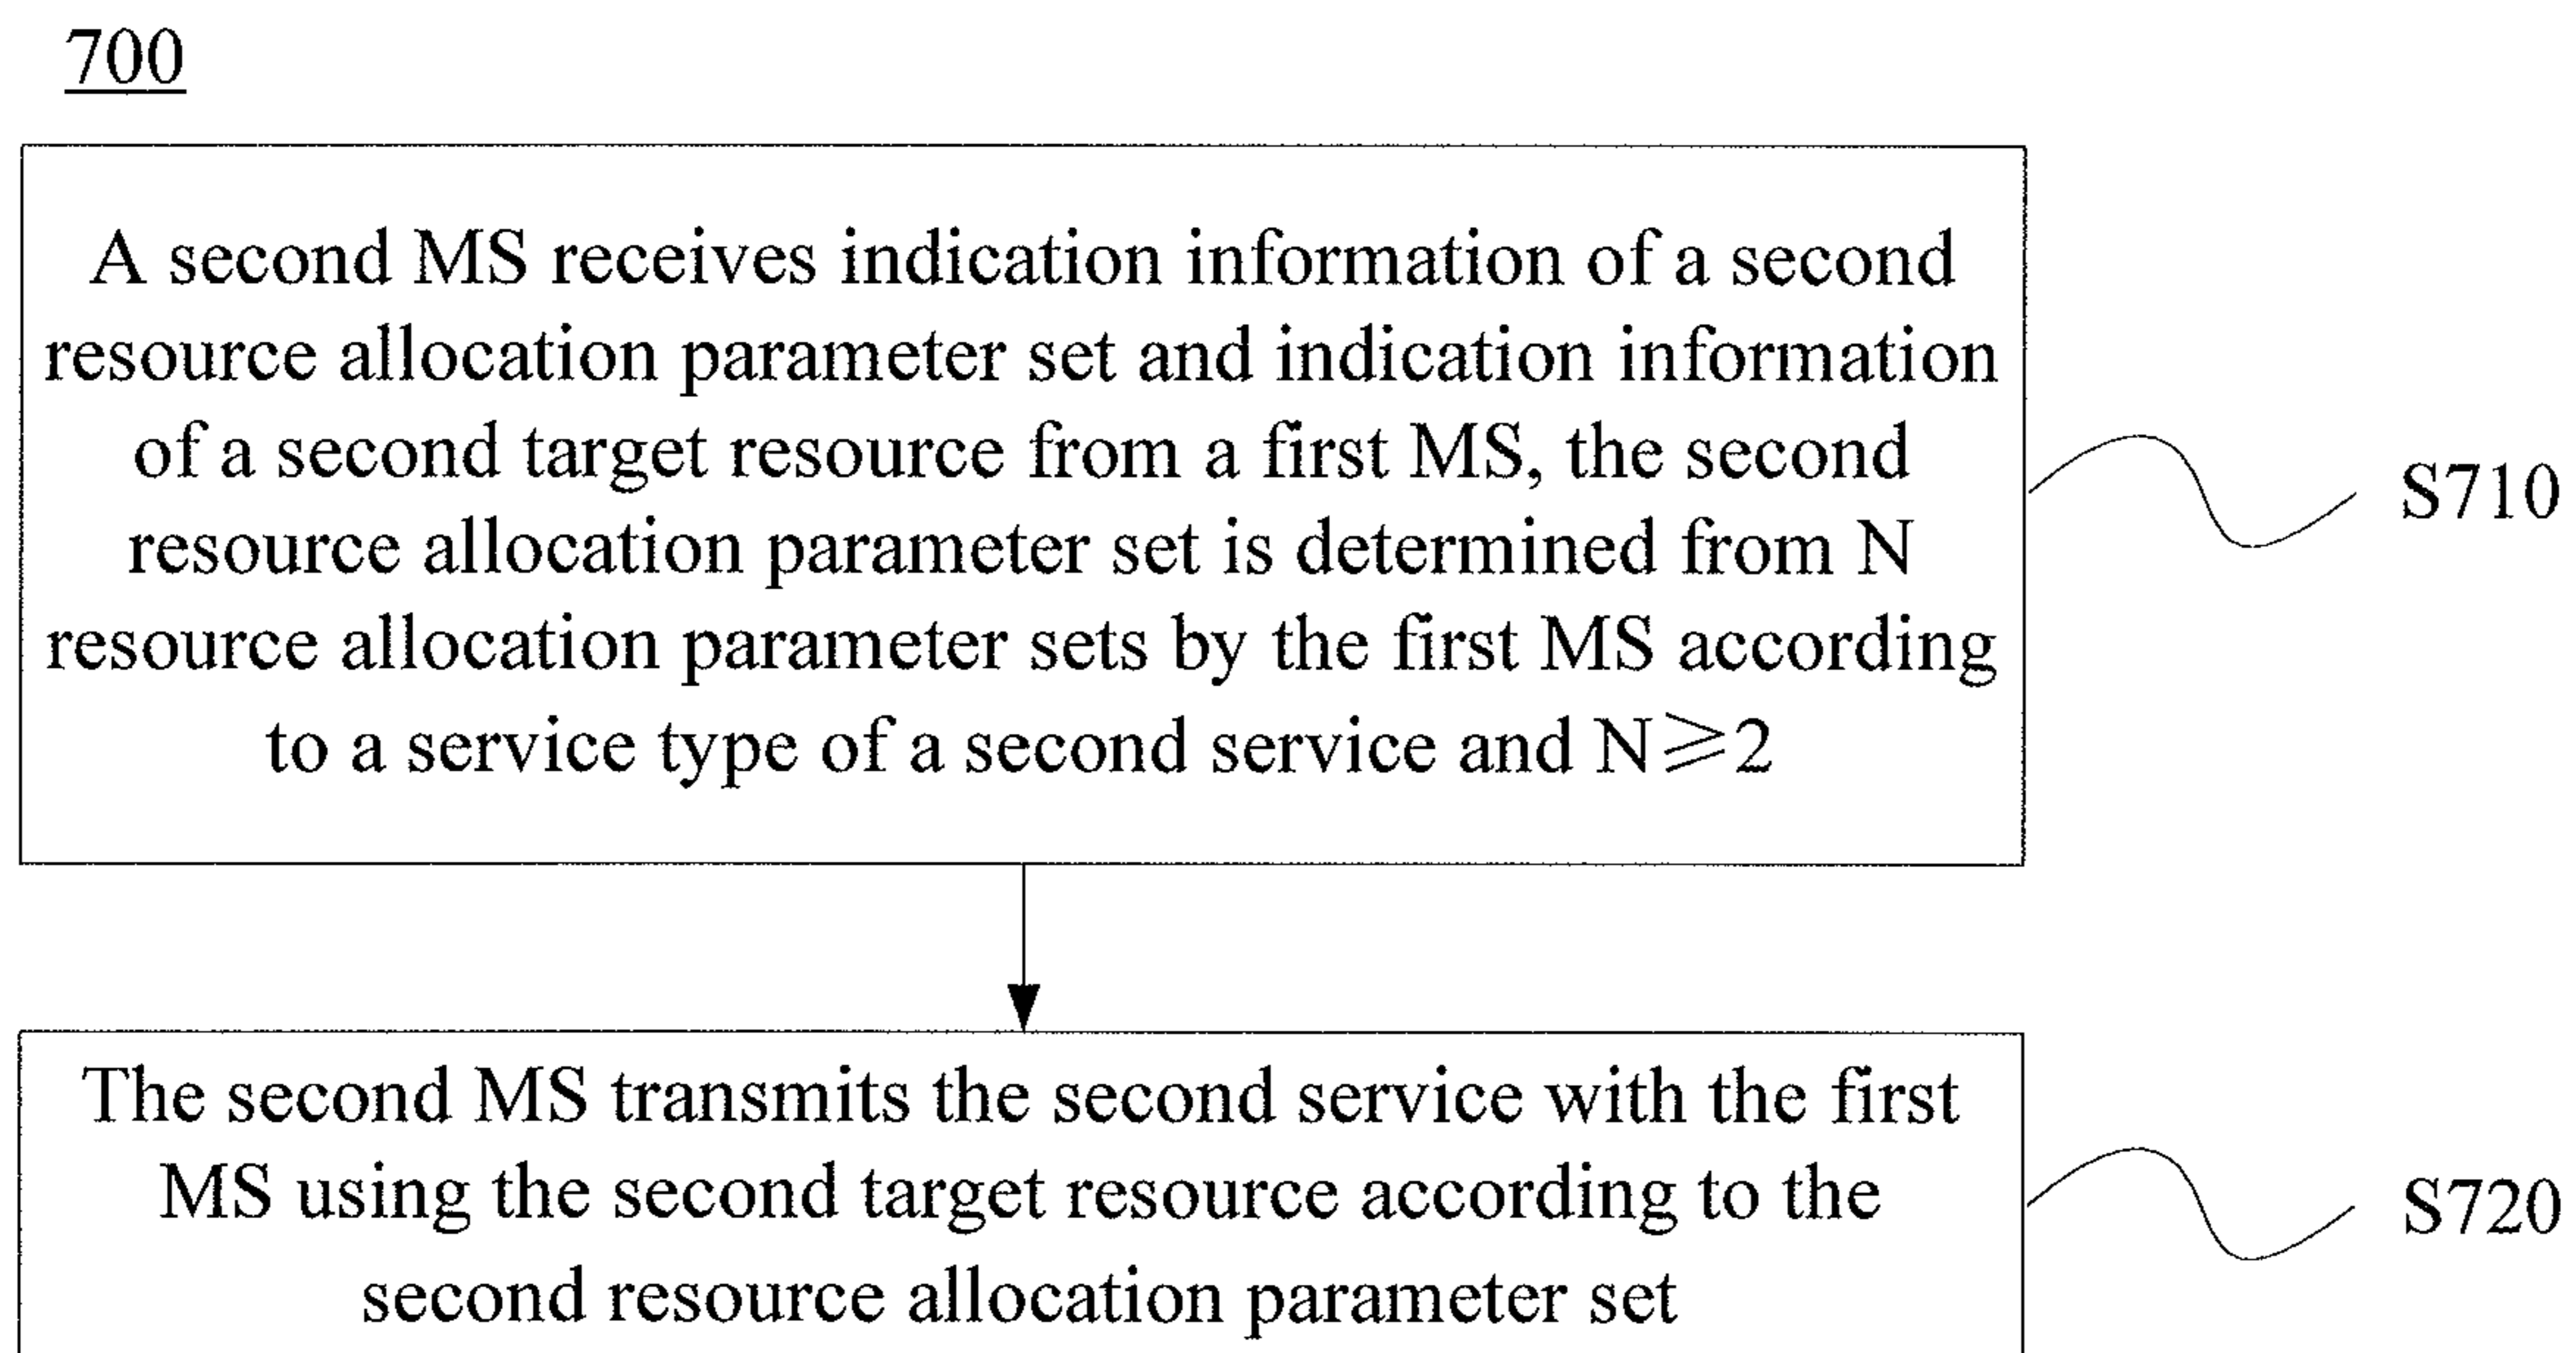 700
A second MS receives indication information of a second
resource allocation parameter set and indication information
of a second target resource from a first MS, the second
resource allocation parameter set is determined from N
resource allocation parameter sets by the first MS according
to a service type of a second service and N⩾2
S710
The second MS transmits the second service with the first
MS using the second target resource according to the
second resource allocation parameter set
S720